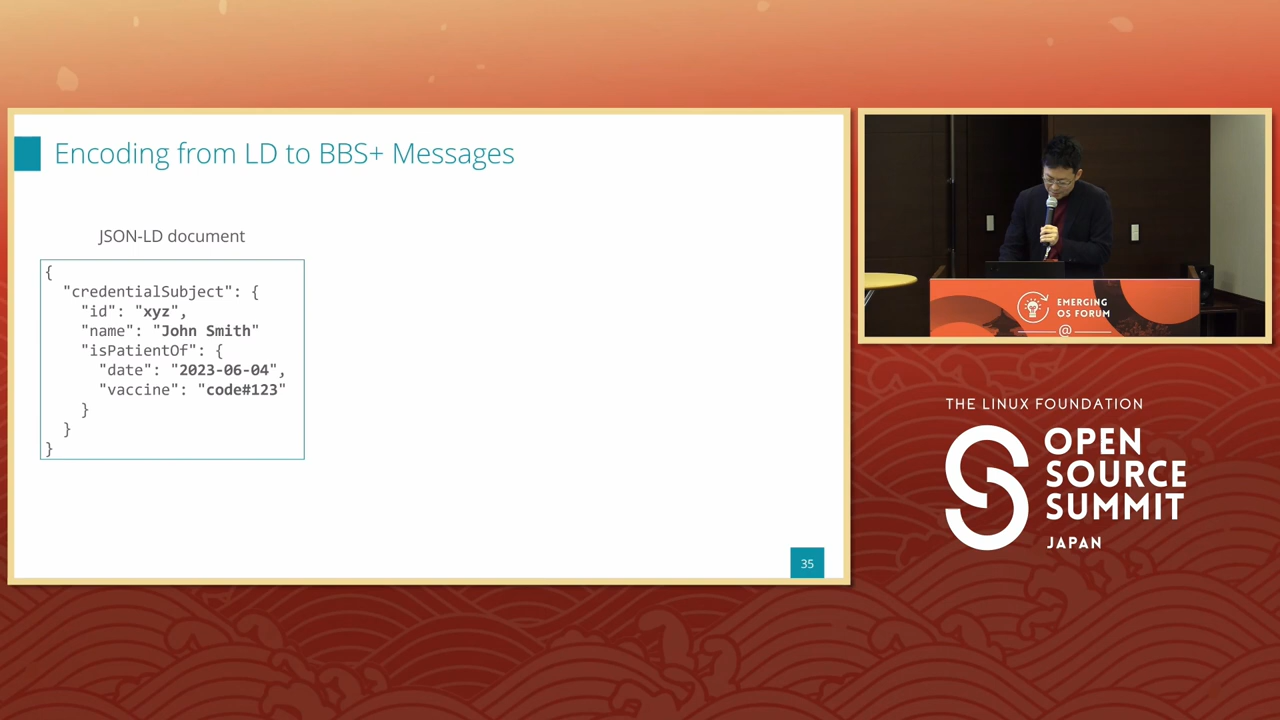 Encoding from LD to BBS+ Messages
JSON-LD document
{
"credentialSubject": {
"id": "xyz",
"name": "John Smith"
"isPatientOf": {
"date": "2023-06-04",
"vaccine": "code#123"
}
}
}
35
EMERGING
OS FORUM
@
THE LINUX FOUNDATION
OPEN
SOURCE
SUMMIT
JAPAN